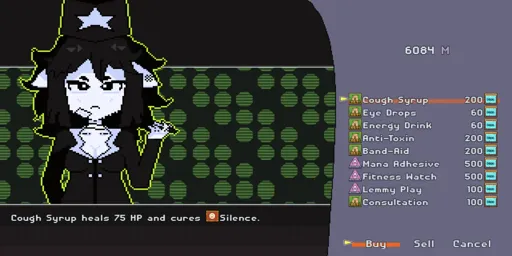 6084 M
Cough Syrup 200
Eye Drops 60
Energy Drink 60
Anti-Toxin 200
Band-Aid 200
Mana Adhesive 500
Fitness Watch 500
Lemmy Play 100
Consultation 100
Cough Syrup heals 75 HP and cures Silence.
Buy Sell Cancel